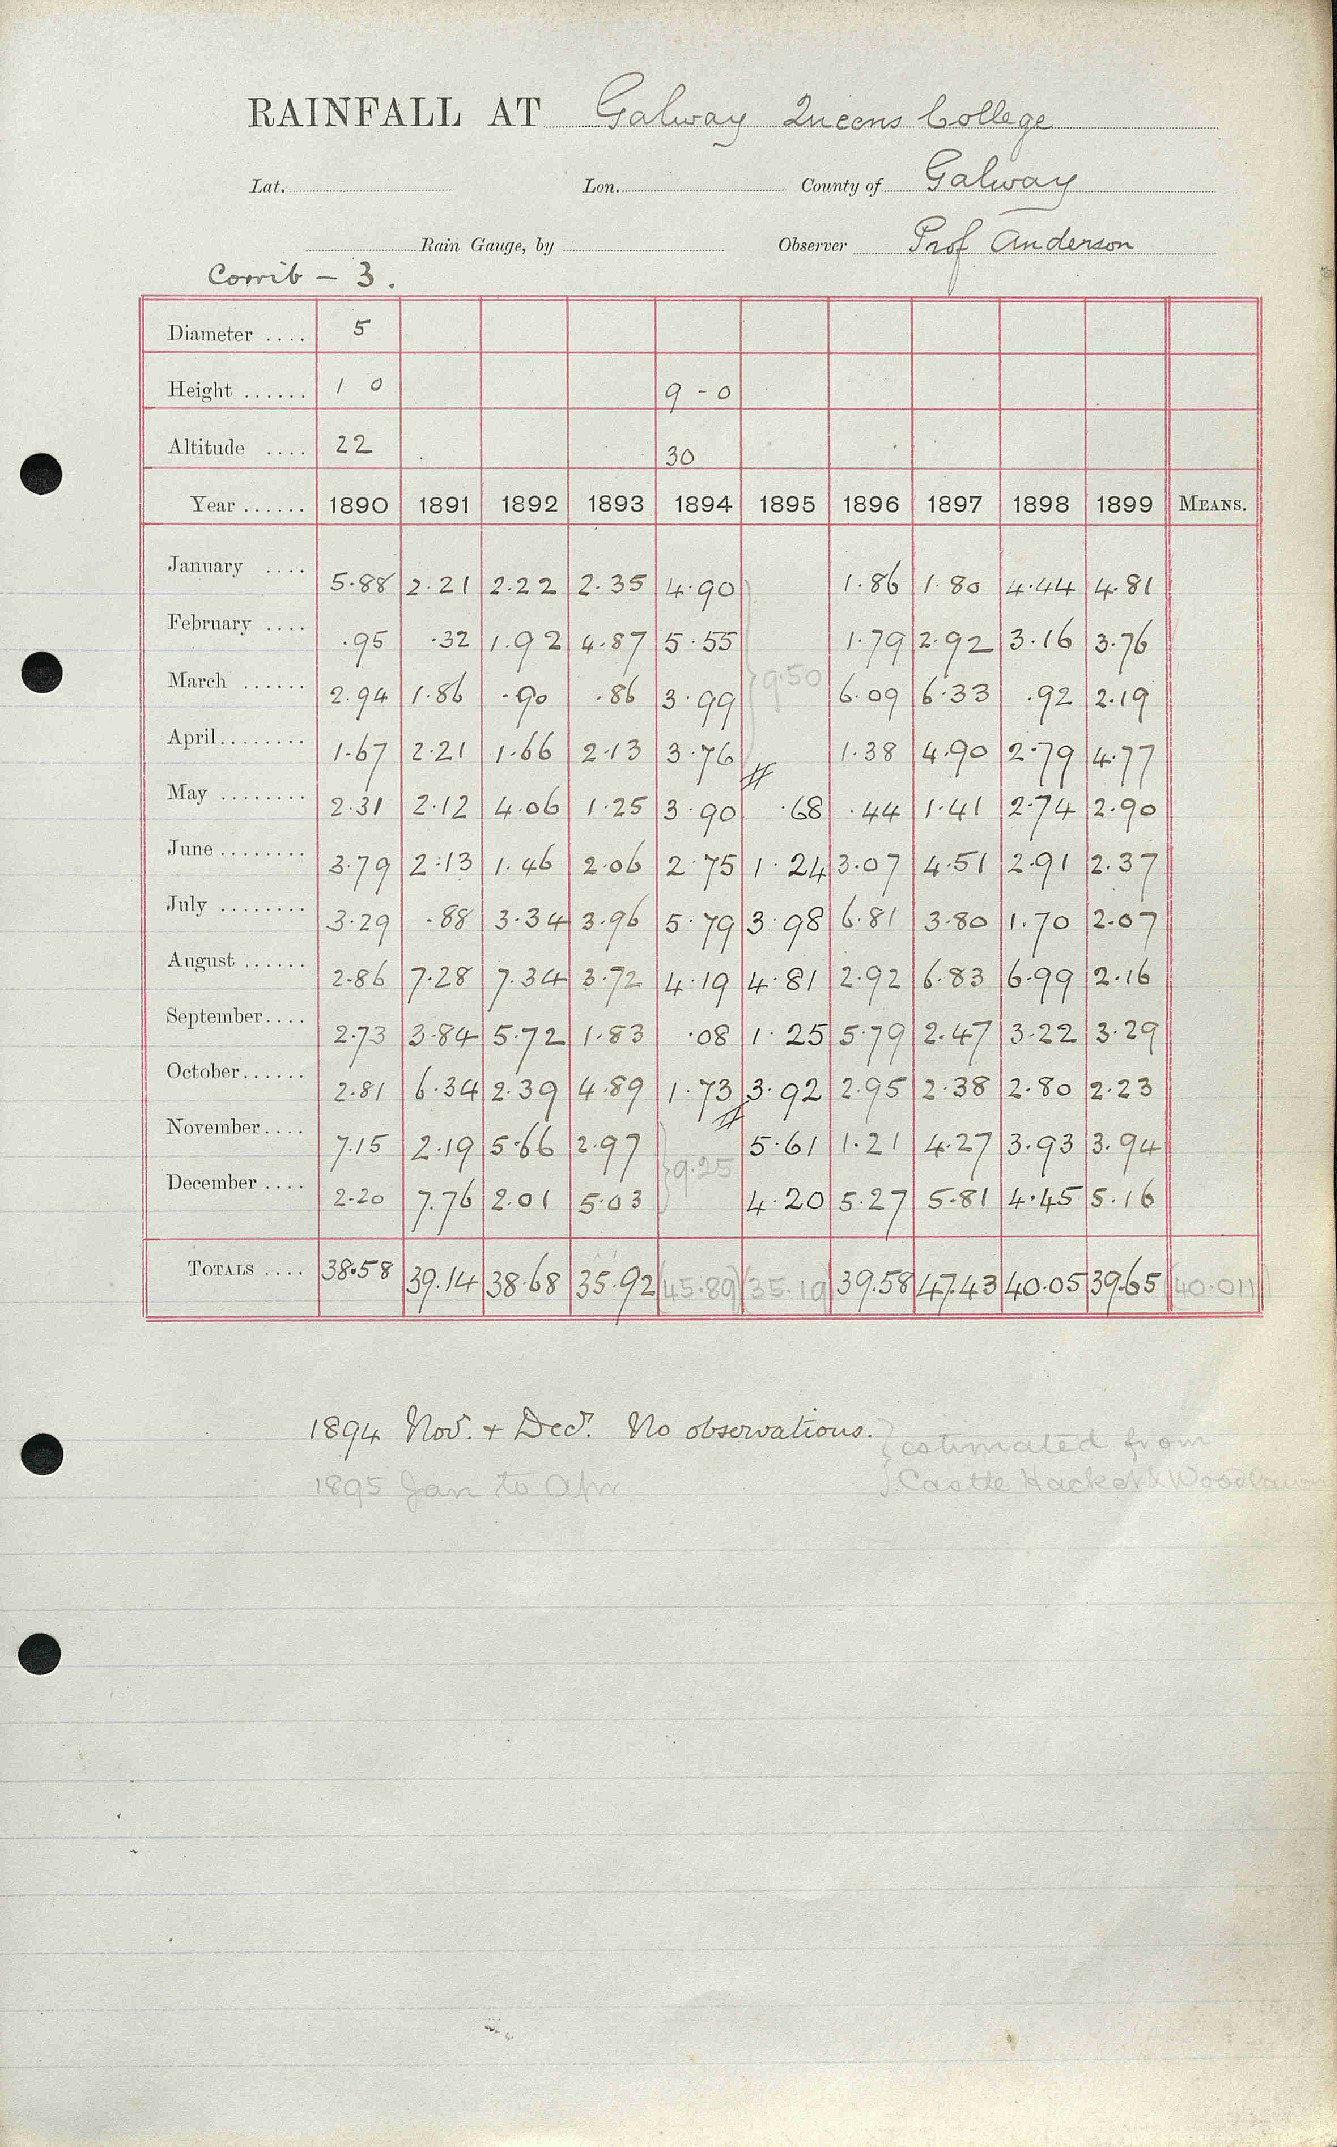 RAINFALL AT Galway Queens College
Lat. Lon. County of Galway
Rain Gauge, by Observer Prof Anderson
Corrib - 3.
Diameter .... 5
Height ...... 1 0 9-0
Altitude .... 22 30
Year ...... 1890 1891 1892 1893 1894 1895 1896 1897 1898 1899 MEANS.
January .... 5.88 2.21 2.22 2.35 4.90 1.86 1.80 4.44 4.81
February .... .95 .32 1.92 4.87 5.55 1.79 2.92 3.16 3.76
March ...... 2.94 1.86 .90 .86 3.99 9.50 6.09 6.33 .92 2.19
April ........ 1.67 2.21 1.66 2.13 3.76 1.38 4.90 2.79 4.77
May ........ 2.31 2.12 4.06 1.25 3.90 .68 .44 1.41 2.74 2.90
June ........ 3.79 2.13 1.46 2.06 2.75 1.24 3.07 4.51 2.91 2.37
July ........ 3.29 .88 3.34 3.96 5.79 3.98 6.81 3.80 1.70 2.07
August ...... 2.86 7.28 7.34 3.72 4.19 4.81 2.92 6.83 6.99 2.16
September .... 2.73 3.84 5.72 1.83 .08 1.25 5.79 2.47 3.22 3.29
October ...... 2.81 6.34 2.39 4.89 1.73 3.92 2.95 2.38 2.80 2.23
November .... 7.15 2.19 5.66 2.97 5.61 1.21 4.27 3.93 3.94
9.25
December .... 2.20 7.76 2.01 5.03 4.20 5.27 5.81 4.45 5.16
TOTALS .... 38.58 39.14 38.68 35.92 (45.89) (35.19) 39.58 47.43 40.05 39.65 (40.011)
1894 Nov. + Dec. No observations. } estimated from
1895 Jan to Apr } Castle Hacket & Woodlawn